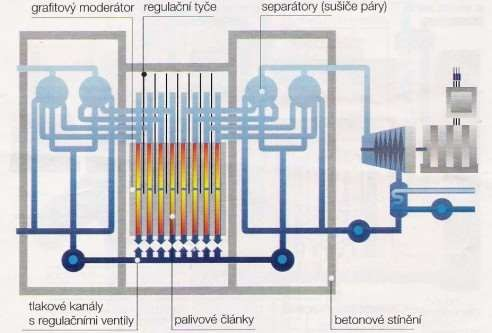 grafitový moderátor
regulační tyče
separátory (sušiče páry)
tlakové kanály
s regulačními ventily
palivové články
betonové stínění